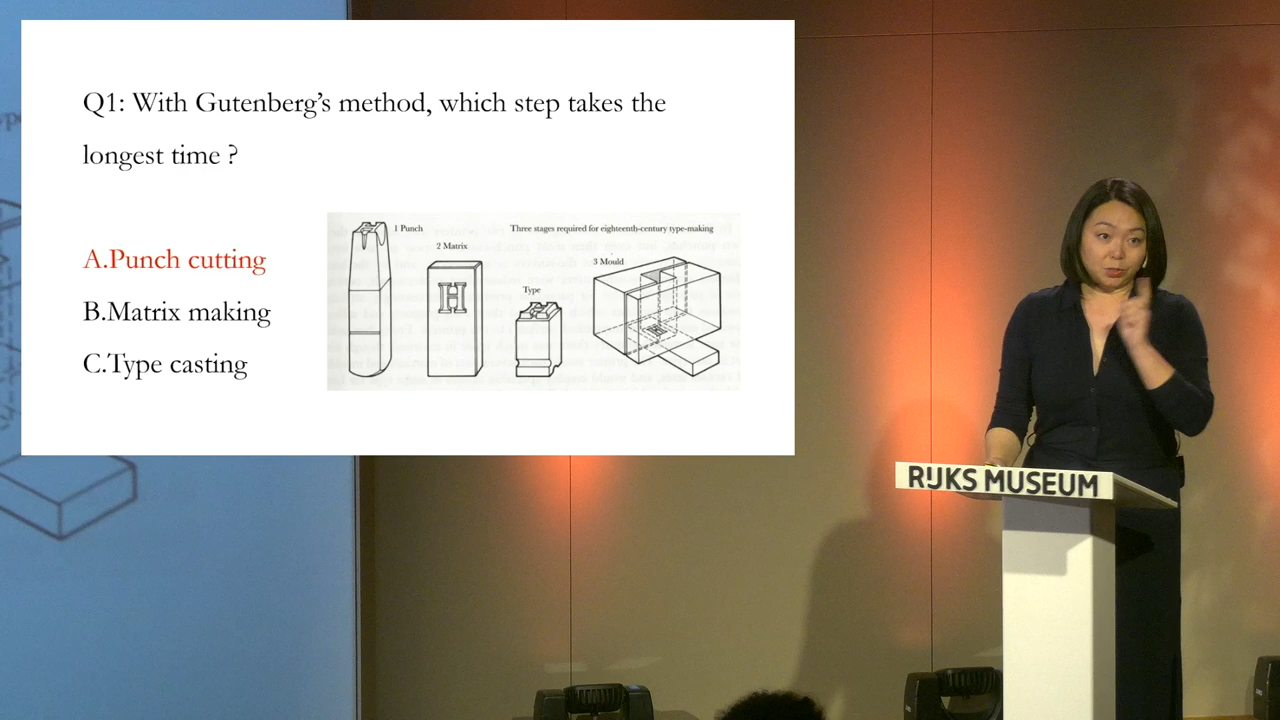 Q1: With Gutenberg's method, which step takes the
longest time ?
A.Punch cutting
B.Matrix making
C.Type casting
1 Punch
Three stages required for eighteenth-century type-making
2 Matrix
3 Mould
Type
H
RIJKS MUSEUM